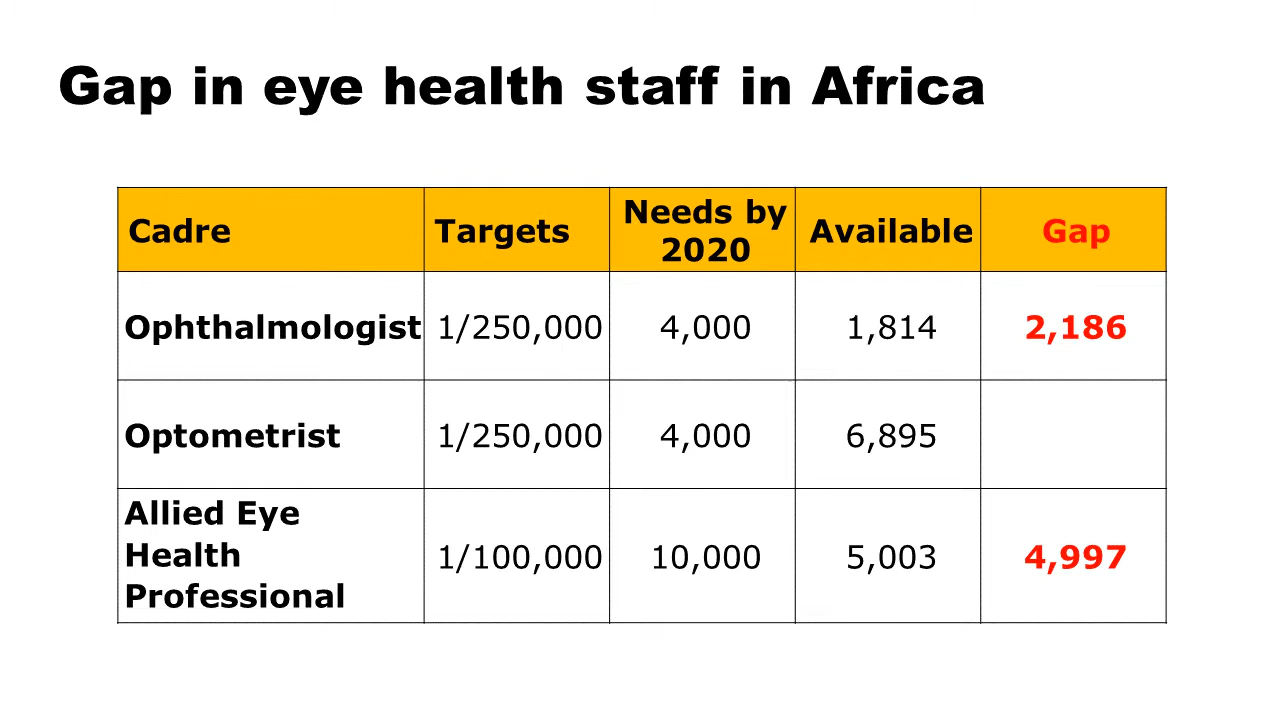 Gap in eye health staff in Africa
Cadre Targets Needs by 2020 Available Gap
Ophthalmologist 1/250,000 4,000 1,814 2,186
Optometrist 1/250,000 4,000 6,895
Allied Eye Health Professional 1/100,000 10,000 5,003 4,997